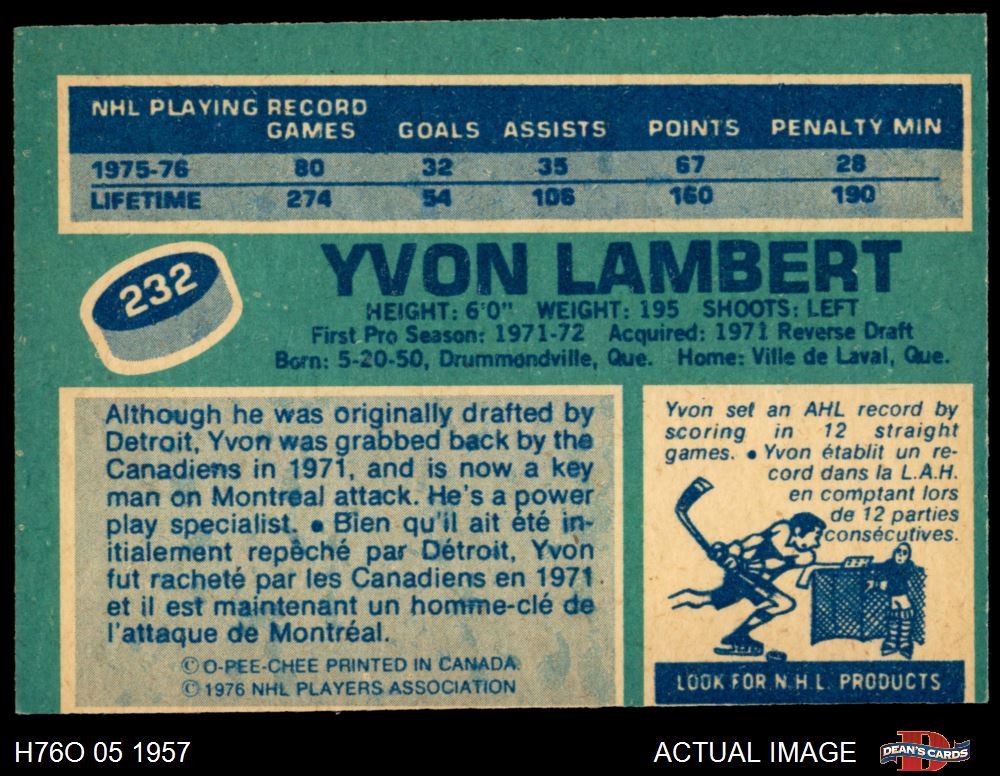 NHL PLAYING RECORD
GAMES GOALS ASSISTS POINTS PENALTY MIN
1975-76 80 32 35 67 28
LIFETIME 274 54 106 160 190
232
YVON LAMBERT
HEIGHT: 6'0" WEIGHT: 195 SHOOTS: LEFT
First Pro Season: 1971-72 Acquired: 1971 Reverse Draft
Born: 5-20-50, Drummondville, Que. Home: Ville de Laval, Que.
Although he was originally drafted by
Detroit, Yvon was grabbed back by the
Canadiens in 1971, and is now a key
man on Montreal attack. He's a power
play specialist. • Bien qu'il ait été in-
itialement repêché par Détroit, Yvon
fut racheté par les Canadiens en 1971
et il est maintenant un homme-clé de
l'attaque de Montréal.
© O-PEE-CHEE PRINTED IN CANADA
© 1976 NHL PLAYERS ASSOCIATION
Yvon set an AHL record by
scoring in 12 straight
games. • Yvon établit un re-
cord dans la L.A.H.
en comptant lors
de 12 parties
consécutives.
LOOK FOR N.H.L. PRODUCTS
H76O 05 1957
ACTUAL IMAGE
DEAN'S CARDS